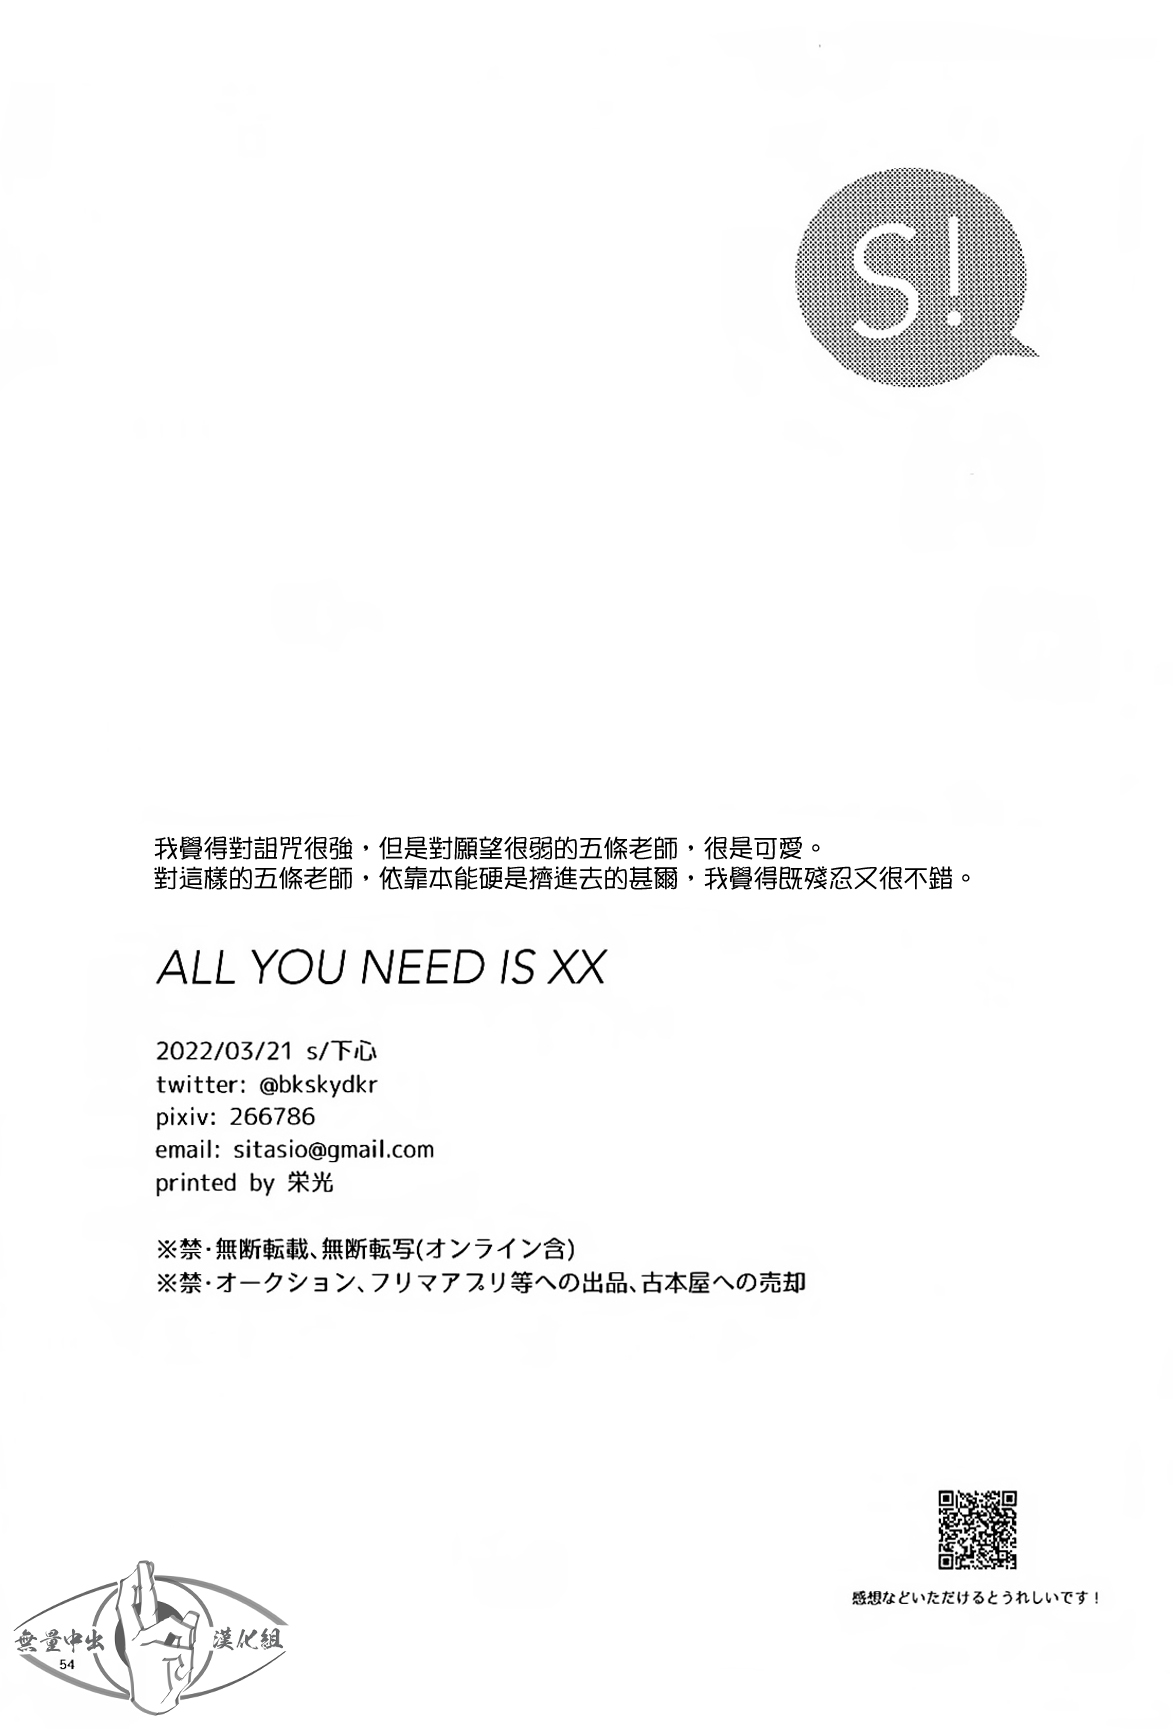 S!
我覺得對詛咒很強，但是對願望很弱的五條老師，很是可愛。
對這樣的五條老師，依靠本能硬是擠進去的甚爾，我覺得既殘忍又很不錯。
ALL YOU NEED IS XX
2022/03/21 s/下心
twitter: @bkskydkr
pixiv: 266786
email: sitasio@gmail.com
printed by 栄光
※禁・無断転載、無断転写(オンライン含)
※禁・オークション、フリマアプリ等への出品、古本屋への売却
感想などいただけるとうれしいです！
無量中出 漢化組
54